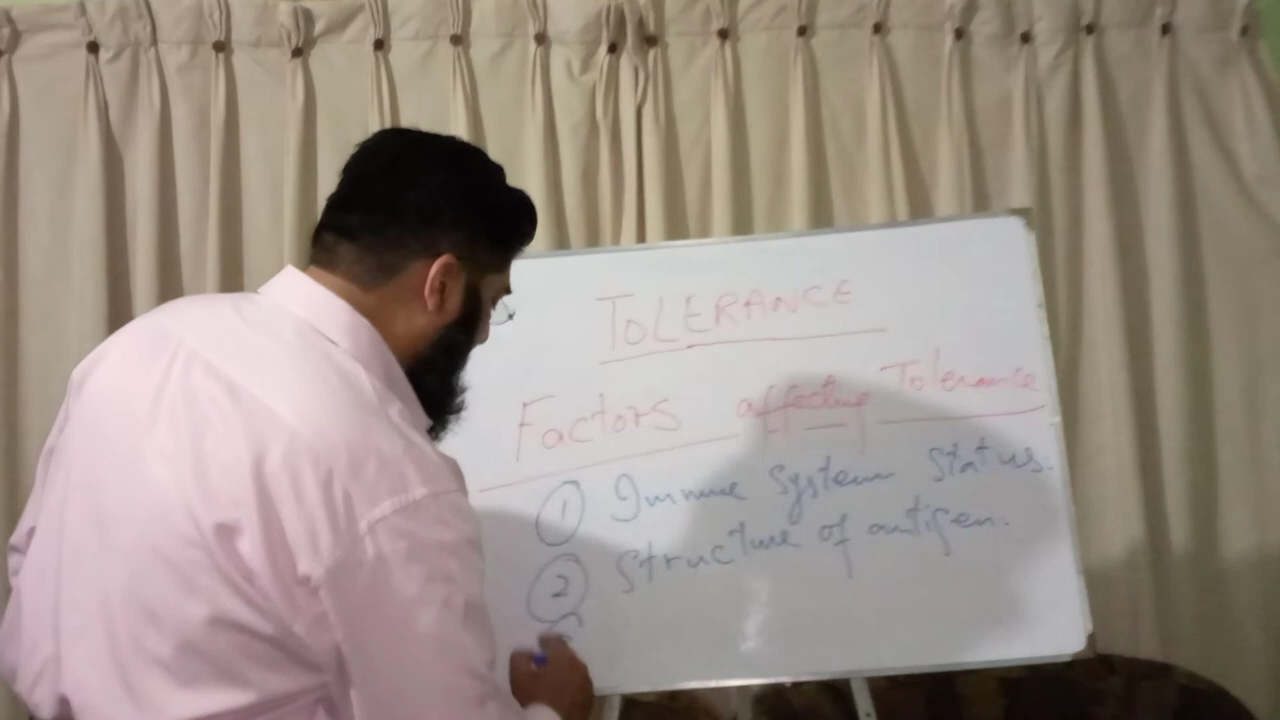 TOLERANCE
Factors affecting Tolerance
1 Immune System Status.
2 Structure of antigen.